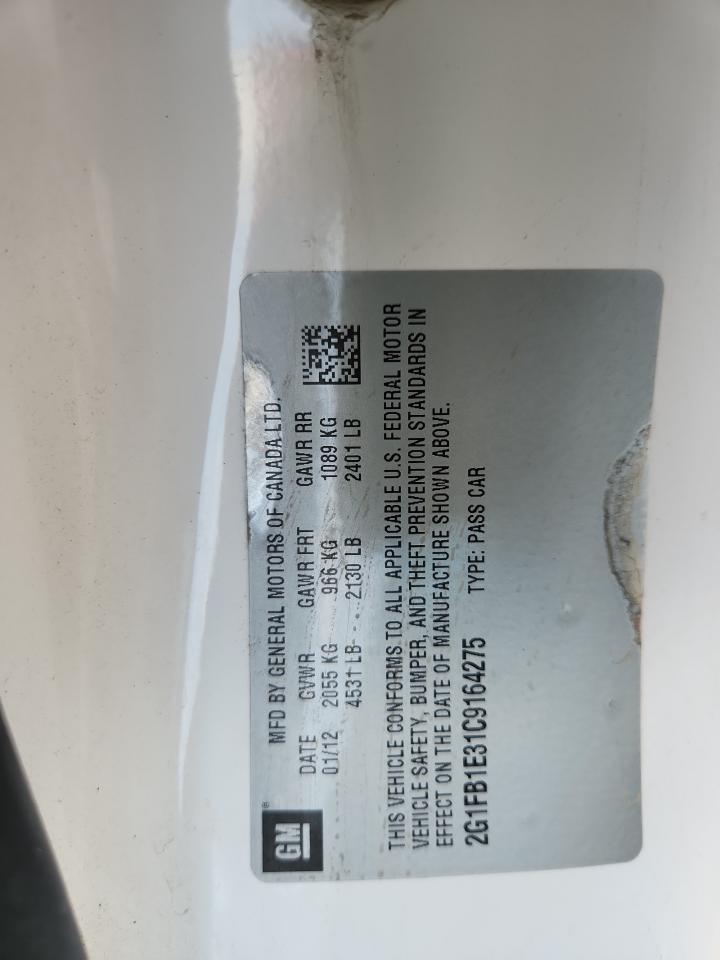 GM®
MFD BY GENERAL MOTORS OF CANADA LTD.
DATE GVWR GAWR FRT GAWR RR
01/12 2055 KG 966 KG 1089 KG
4531 LB 2130 LB 2401 LB
THIS VEHICLE CONFORMS TO ALL APPLICABLE U.S. FEDERAL MOTOR
VEHICLE SAFETY, BUMPER, AND THEFT PREVENTION STANDARDS IN
EFFECT ON THE DATE OF MANUFACTURE SHOWN ABOVE.
2G1FB1E31C9164275 TYPE: PASS CAR